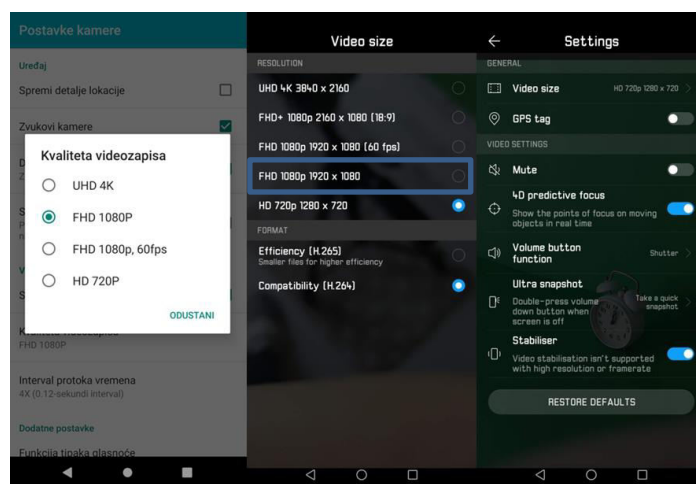 Postavke kamere
Uređaj
Spremi detalje lokacije
Zvukovi kamere
Kvaliteta videozapisa
UHD 4K
FHD 1080P
FHD 1080p, 60fps
HD 720P
ODUSTANI
FHD 1080P
Interval protoka vremena
4X (0.12-sekundi Interval)
Dodatne postavke
Funkcija tipaka glasnoće
Video size
RESOLUTION
UHD 4K 3840 x 2160
FHD+ 1080p 2160 x 1080 (18:9)
FHD 1080p 1920 x 1080 (60 fps)
FHD 1080p 1920 x 1080
HD 720p 1280 x 720
FORMAT
Efficiency (H.265)
Smaller files for higher efficiency
Compatibility (H.264)
Settings
GENERAL
Video size HD 720p 1280 x 720
GPS tag
VIDEO SETTINGS
Mute
4D predictive focus
Show the points of focus on moving
objects in real time
Volume button
function
Shutter
Ultra snapshot
Double-press volume
down button when
screen is off
Take a quick
snapshot
Stabiliser
Video stabilisation isn't supported
with high resolution or framerate
RESTORE DEFAULTS